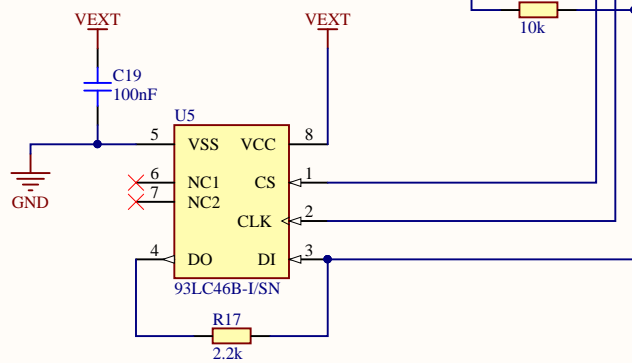 VEXT
VEXT
10k
C19
100nF
U5
5
VSS
VCC
8
6
NC1
CS
1
7
NC2
GND
CLK
2
4
DO
DI
3
93LC46B-I/SN
R17
2.2k